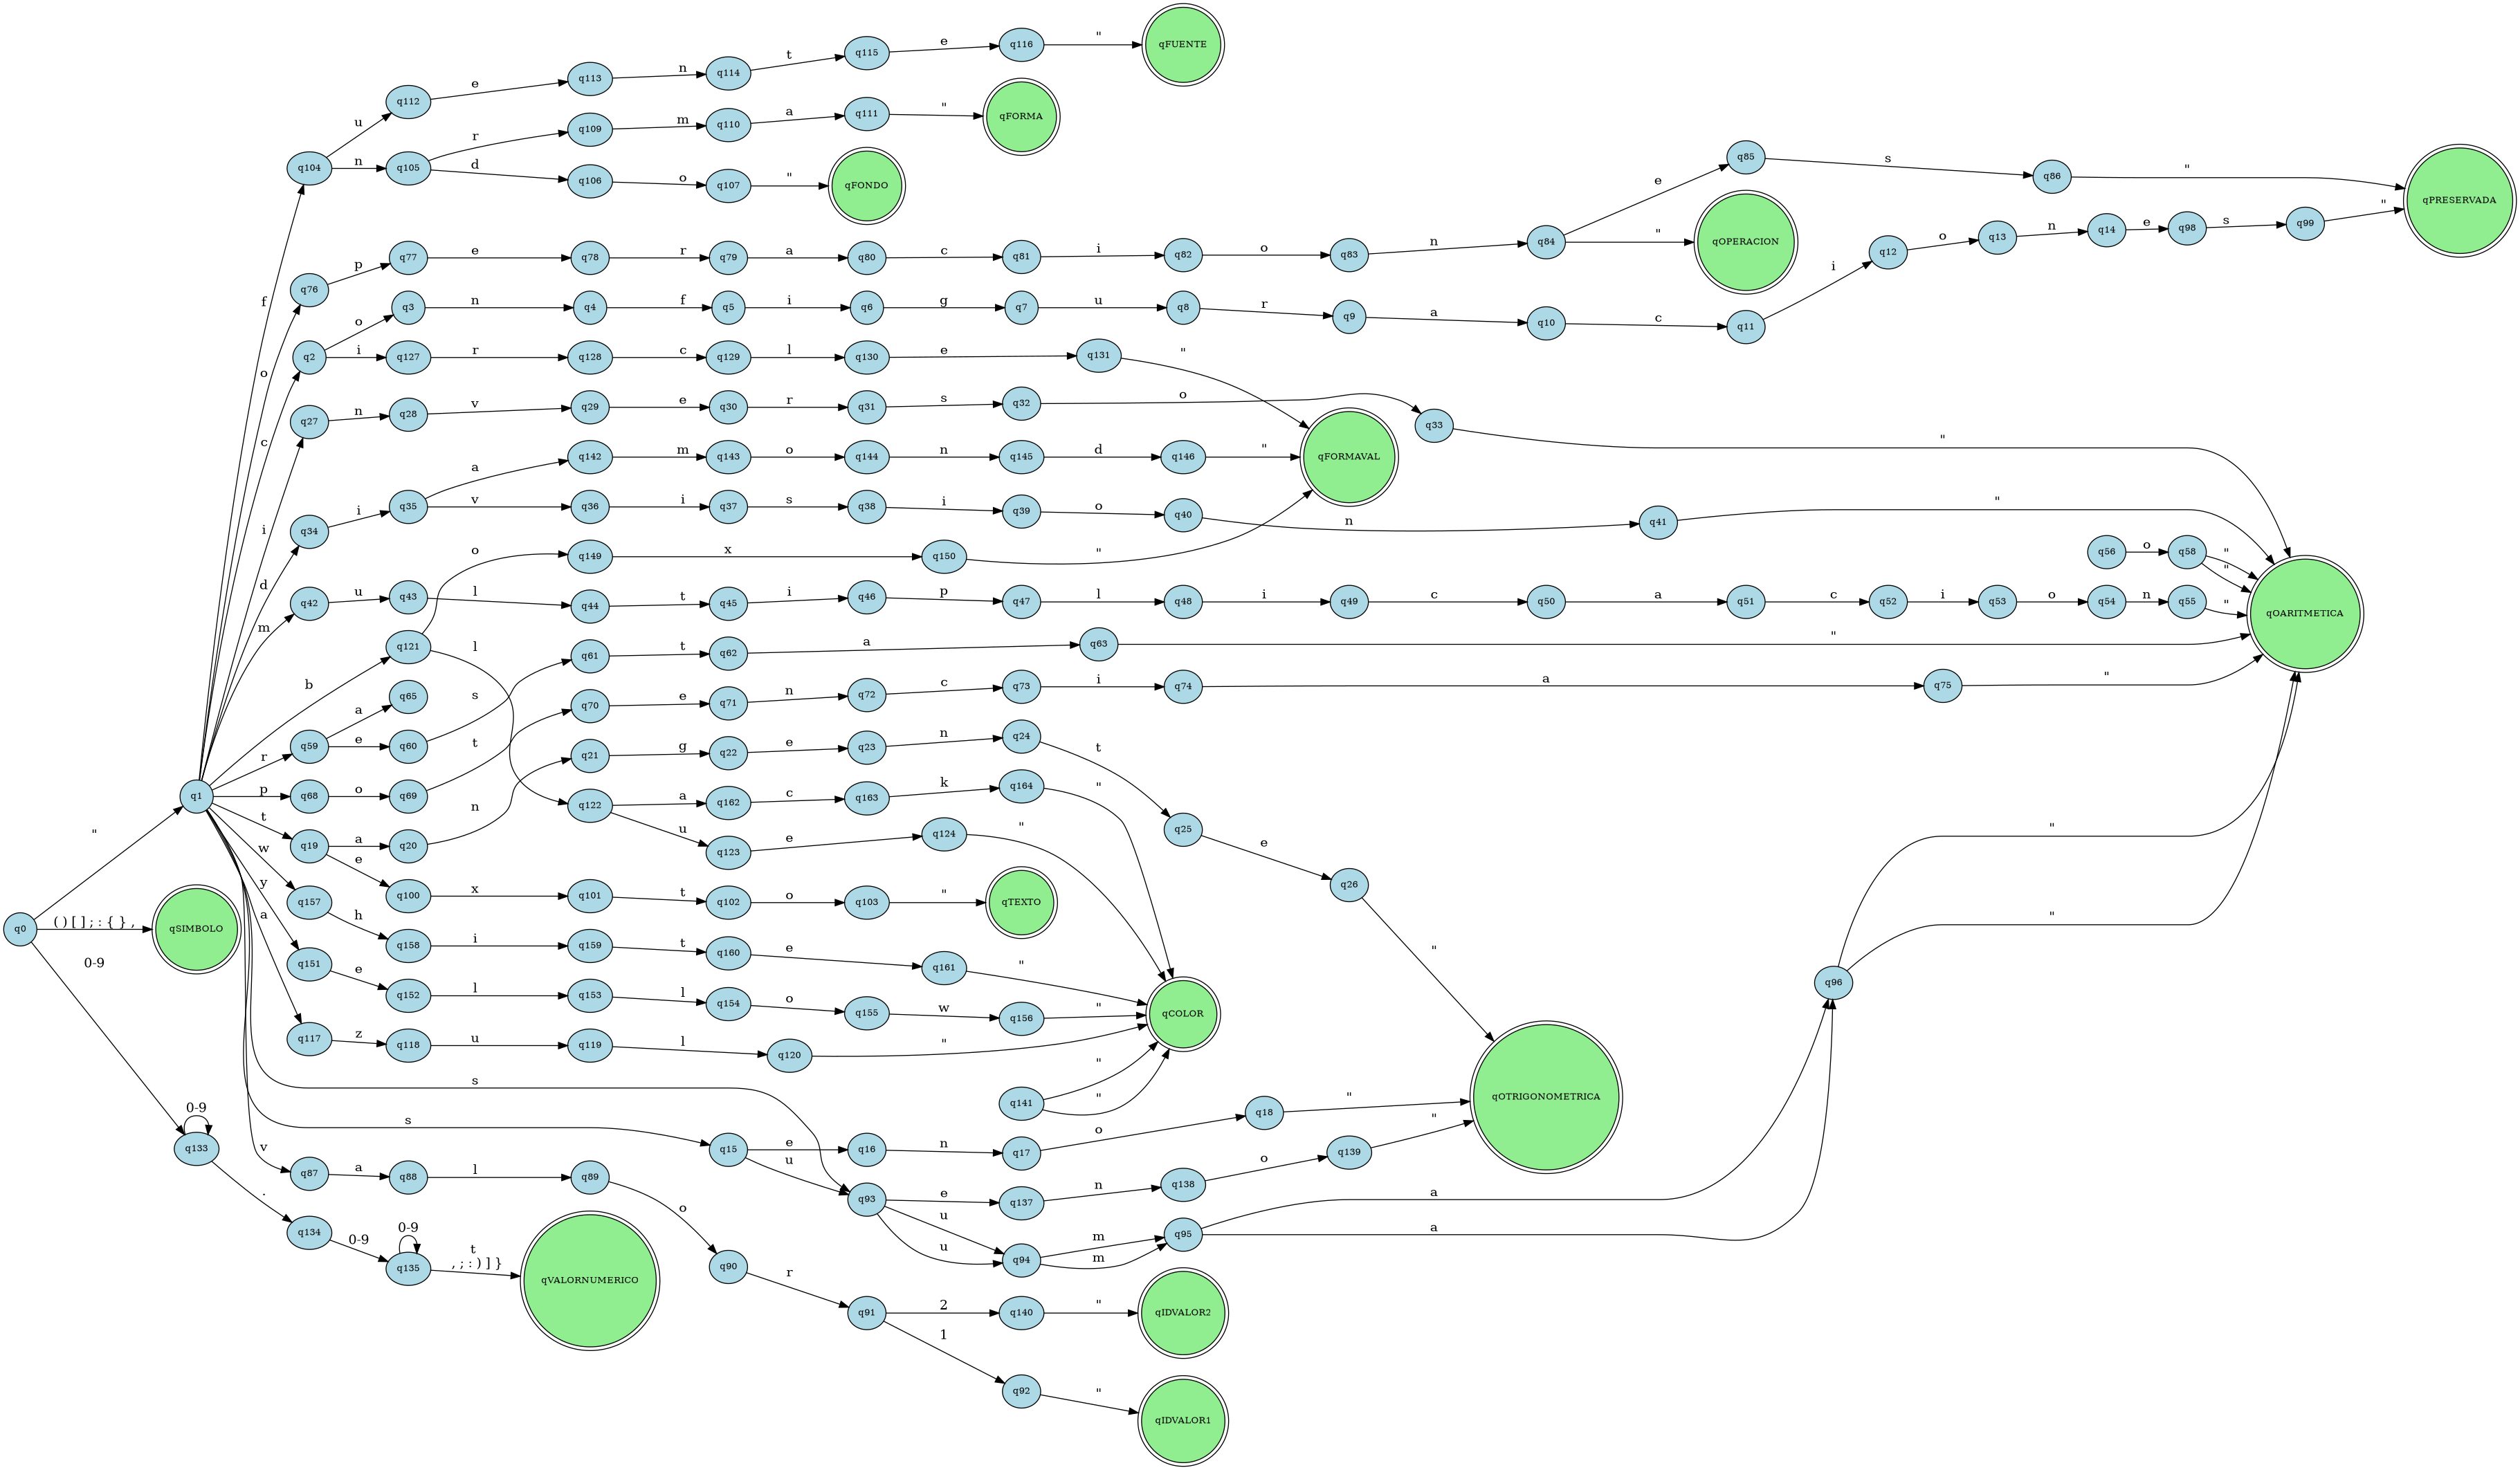 q112 e q113 n q114 t q115 e q116 " qFUENTE
f q104 u n q105 r q109 m q110 a q111 " qFORMA
d q106 o q107 " qFONDO
o q76 p q77 e q78 r q79 a q80 c q81 i q82 o q83 n q84 e q85 s q86 " qPRESERVADA
" qOPERACION
c q2 o q3 n q4 f q5 i q6 g q7 u q8 r q9 a q10 c q11 i q12 o q13 n q14 e q98 s q99 "
i q127 r q128 c q129 l q130 e q131 " qFORMAVAL
i q27 n q28 v q29 e q30 r q31 s q32 o q33 " qOARITMETICA
d q34 i q35 a q142 m q143 o q144 n q145 d q146 "
v q36 i q37 s q38 i q39 o q40 n q41 "
o q149 x q150 "
q56 o q58 " "
m q42 u q43 l q44 t q45 i q46 p q47 l q48 i q49 c q50 a q51 c q52 i q53 o q54 n q55 "
b q121 l
r q59 a q65
e q60 s q61 t q62 a q63 "
p q68 o q69 t q70 e q71 n q72 c q73 i q74 a q75 "
t q19 a q20 n q21 g q22 e q23 n q24 t q25 e q26 " qOTRIGONOMETRICA
q122 a q162 c q163 k q164 " qCOLOR
u q123 e q124 "
e q100 x q101 t q102 o q103 " qTEXTO
q0 " q1
( ) [ ] ; : { } , qSIMBOLO
w q157 h q158 i q159 t q160 e q161 "
y q151 e q152 l q153 l q154 o q155 w q156 "
a q117 z q118 u q119 l q120 "
q141 " "
s q15 e q16 n q17 o q18 "
s u q93 e q137 n q138 o q139 "
u u q94 m m q95 a a q96 " "
0-9 q133 0-9 . q134 0-9 q135 0-9
t
, ; : ) ] } qVALORNUMERICO
v q87 a q88 l q89 o q90 r q91 2 q140 " qIDVALOR2
1 q92 " qIDVALOR1